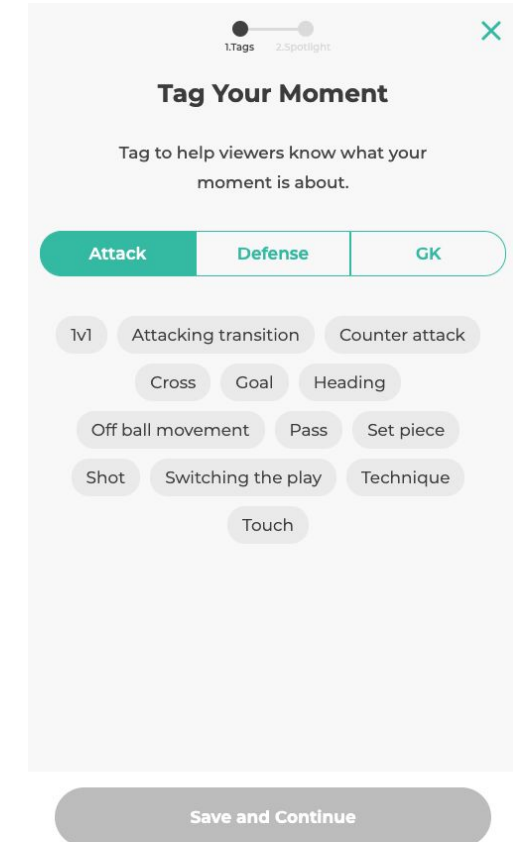 1.Tags 2.Spotlight
Tag Your Moment
Tag to help viewers know what your
moment is about.
Attack Defense GK
1v1 Attacking transition Counter attack
Cross Goal Heading
Off ball movement Pass Set piece
Shot Switching the play Technique
Touch
Save and Continue